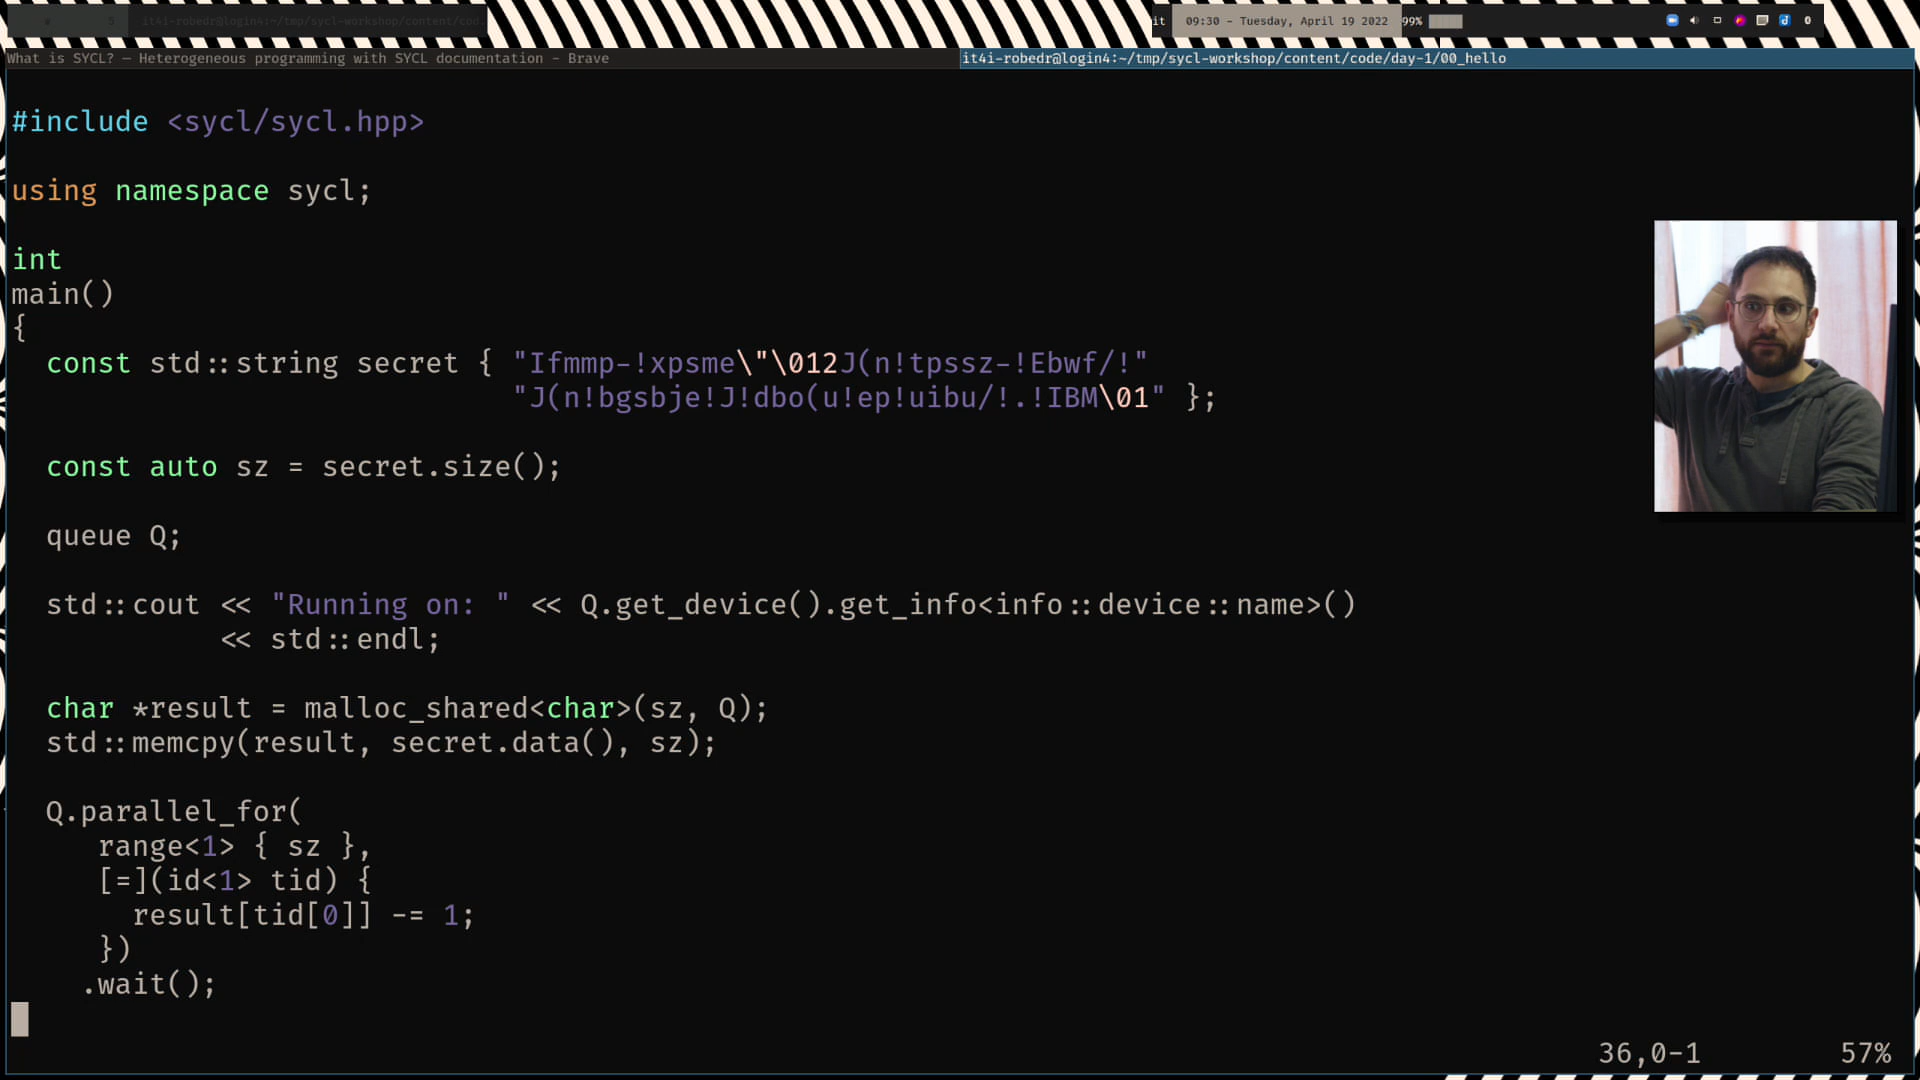 it 09:30 - Tuesday, April 19 2022 99%
What is SYCL? — Heterogeneous programming with SYCL documentation - Brave
it4i-robedr@login4:~/tmp/sycl-workshop/content/code/day-1/00_hello
#include <sycl/sycl.hpp>
using namespace sycl;
int
main()
{
const std::string secret { "Ifmmp-!xpsme\"\012J(n!tpssz-!Ebwf/!"
"J(n!bgsbje!J!dbo(u!ep!uibu/!.!IBM\01" };
const auto sz = secret.size();
queue Q;
std::cout << "Running on: " << Q.get_device().get_info<info::device::name>()
<< std::endl;
char *result = malloc_shared<char>(sz, Q);
std::memcpy(result, secret.data(), sz);
Q.parallel_for(
range<1> { sz },
[=](id<1> tid) {
result[tid[0]] -= 1;
})
.wait();
36,0-1 57%